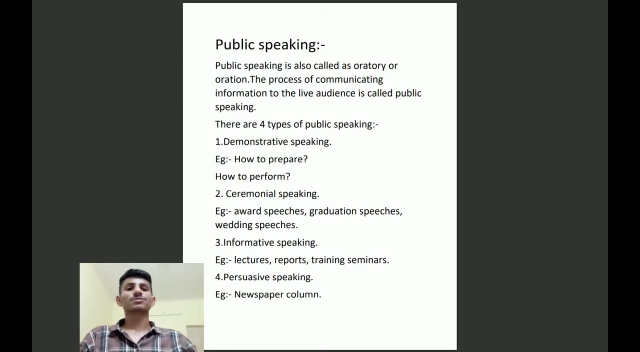 Public speaking:-
Public speaking is also called as oratory or
oration.The process of communicating
information to the live audience is called public
speaking.
There are 4 types of public speaking:-
1.Demonstrative speaking.
Eg:- How to prepare?
How to perform?
2. Ceremonial speaking.
Eg:- award speeches, graduation speeches,
wedding speeches.
3.Informative speaking.
Eg:- lectures, reports, training seminars.
4.Persuasive speaking.
Eg:- Newspaper column.